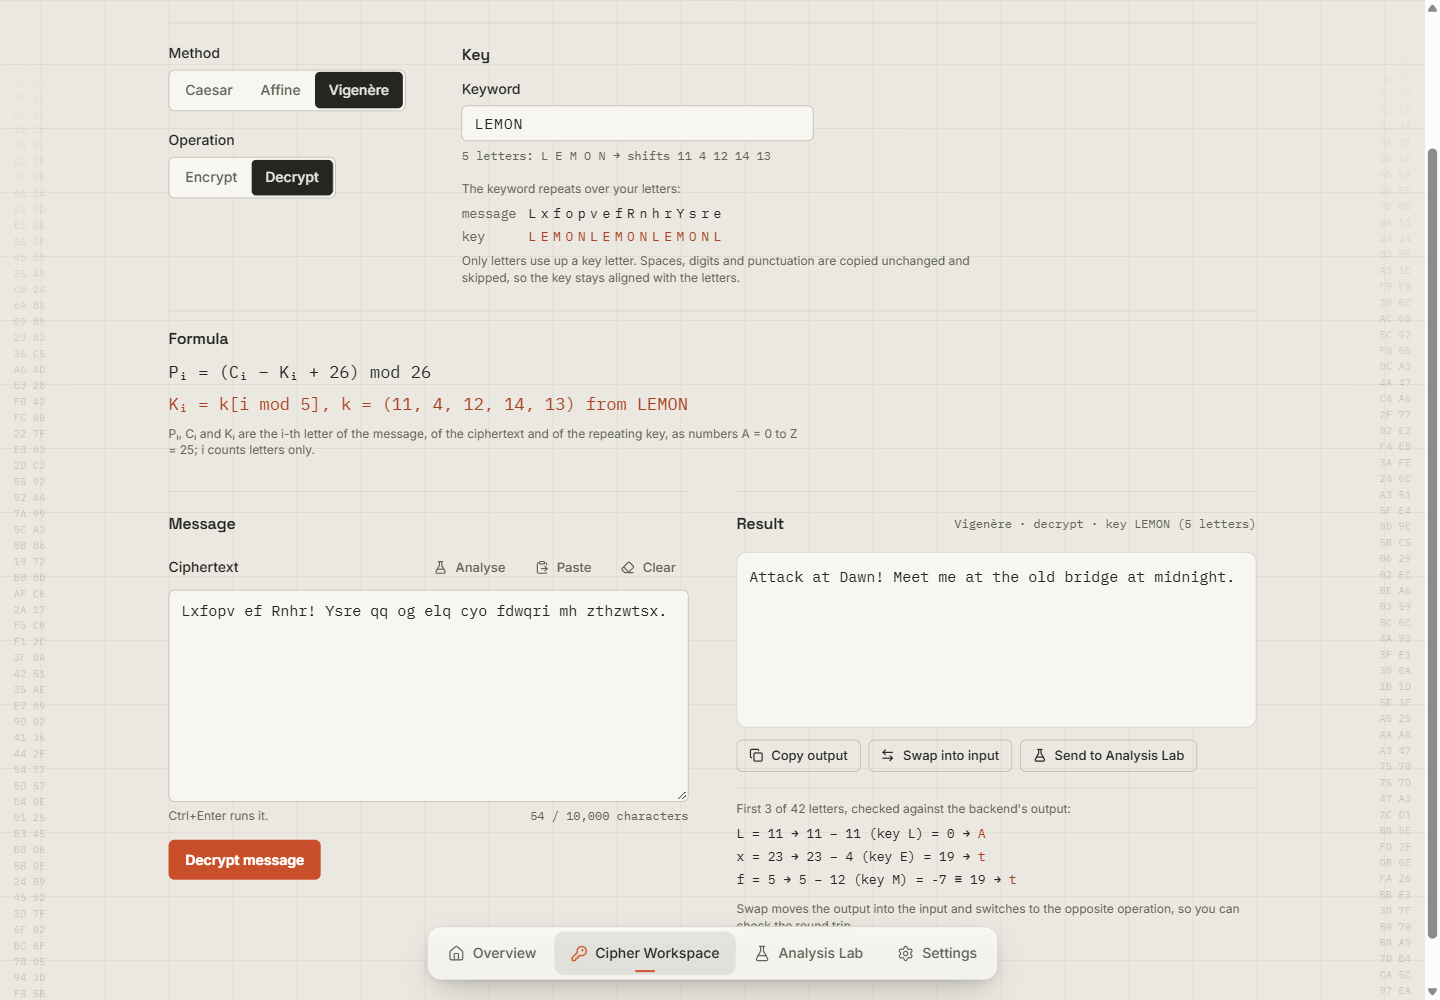 Method
Caesar Affine Vigenère
Operation
Encrypt Decrypt
Key
Keyword
LEMON
5 letters: L E M O N → shifts 11 4 12 14 13
The keyword repeats over your letters:
message L x f o p v e f R n h r Y s r e
key L E M O N L E M O N L E M O N L
Only letters use up a key letter. Spaces, digits and punctuation are copied unchanged and
skipped, so the key stays aligned with the letters.
Formula
Pᵢ = (Cᵢ − Kᵢ + 26) mod 26
Kᵢ = k[i mod 5], k = (11, 4, 12, 14, 13) from LEMON
Pᵢ, Cᵢ and Kᵢ are the i-th letter of the message, of the ciphertext and of the repeating key, as numbers A = 0 to Z
= 25; i counts letters only.
Message
Ciphertext Analyse Paste Clear
Lxfopv ef Rnhr! Ysre qq og elq cyo fdwqri mh zthzwtsx.
Ctrl+Enter runs it. 54 / 10,000 characters
Decrypt message
Result Vigenère · decrypt · key LEMON (5 letters)
Attack at Dawn! Meet me at the old bridge at midnight.
Copy output Swap into input Send to Analysis Lab
First 3 of 42 letters, checked against the backend's output:
L = 11 → 11 − 11 (key L) = 0 → A
x = 23 → 23 − 4 (key E) = 19 → t
f = 5 → 5 − 12 (key M) = -7 ≡ 19 → t
Swap moves the output into the input and switches to the opposite operation, so you can
check the round trip.
Overview Cipher Workspace Analysis Lab Settings